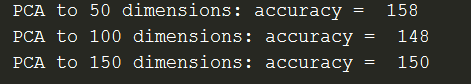 PCA to 50 dimensions: accuracy =  158
PCA to 100 dimensions: accuracy =  148
PCA to 150 dimensions: accuracy =  150